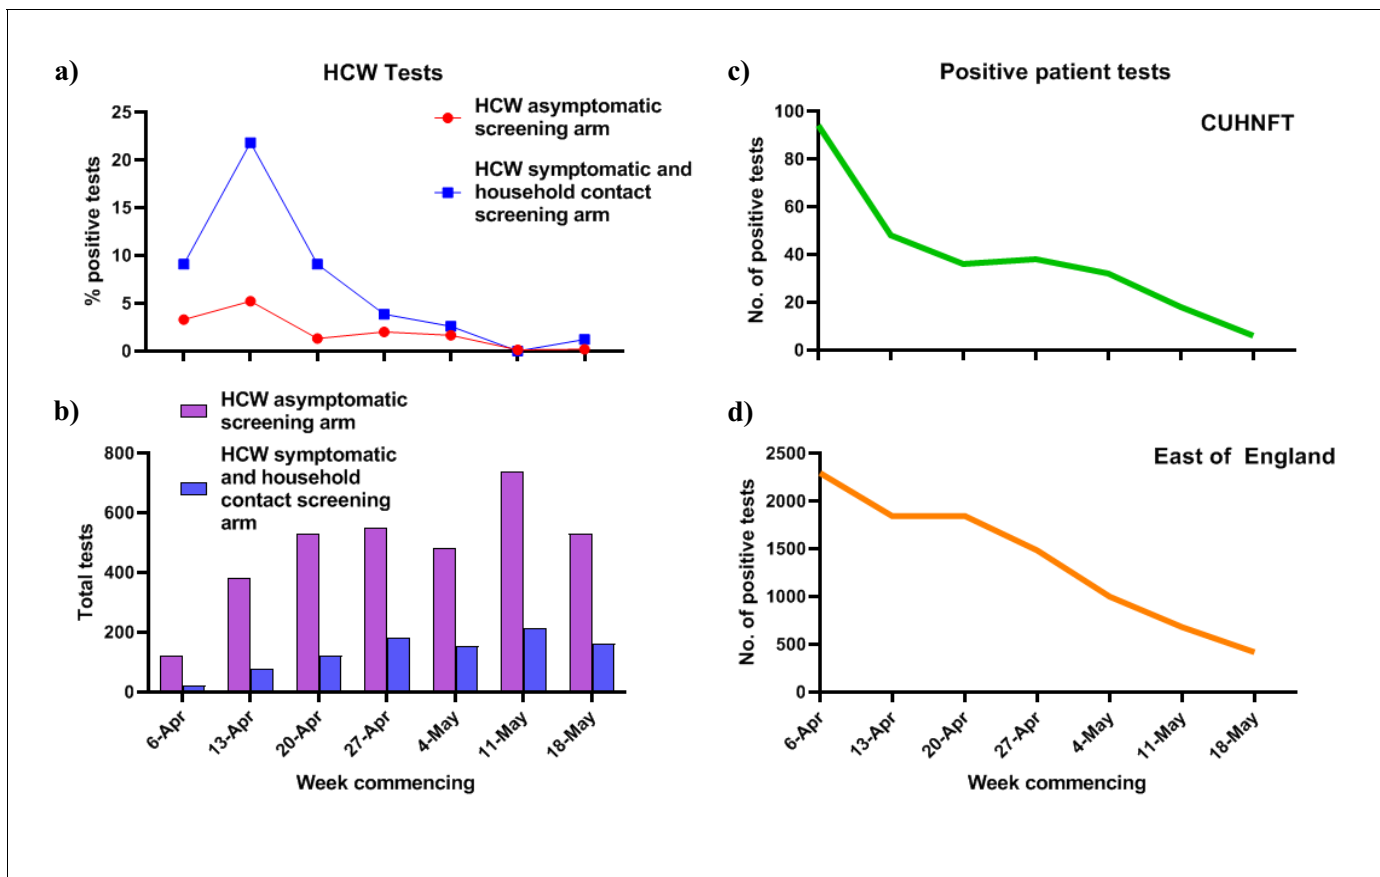 a)
HCW Tests
HCW asymptomatic
screening arm
HCW symptomatic and
household contact
screening arm
% positive tests
25
20
15
10
5
0
b)
HCW asymptomatic
screening arm
HCW symptomatic
and household
contact screening
arm
Total tests
800
600
400
200
0
6-Apr
13-Apr
20-Apr
27-Apr
4-May
11-May
18-May
Week commencing
c)
Positive patient tests
CUHNFT
No. of positive tests
100
80
60
40
20
0
d)
East of England
No. of positive tests
2500
2000
1500
1000
500
0
6-Apr
13-Apr
20-Apr
27-Apr
4-May
11-May
18-May
Week commencing